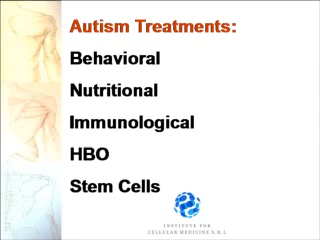 Autism Treatments:
Behavioral
Nutritional
Immunological
HBO
Stem Cells
INSTITUTE FOR
CELLULAR MEDICINE S.R.L